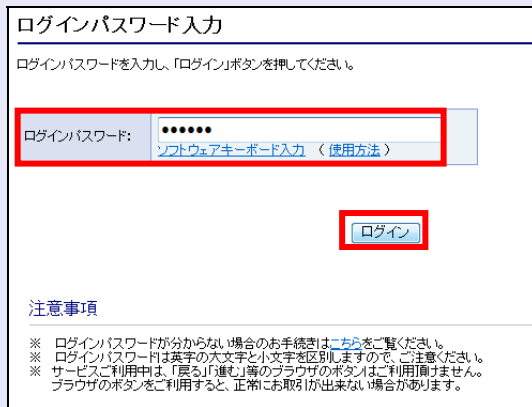 ログインパスワード入力
ログインパスワードを入力し、「ログイン」ボタンを押してください。
ログインパスワード: ●●●●●●
ソフトウェアキーボード入力 ( 使用方法 )
ログイン
注意事項
※ ログインパスワードが分からない場合のお手続きはこちらをご覧ください。
※ ログインパスワードは英字の大文字と小文字を区別しますので、ご注意ください。
※ サービスご利用中は、「戻る」「進む」等のブラウザのボタンはご利用頂けません。
ブラウザのボタンをご利用すると、正常にお取引が出来ない場合があります。